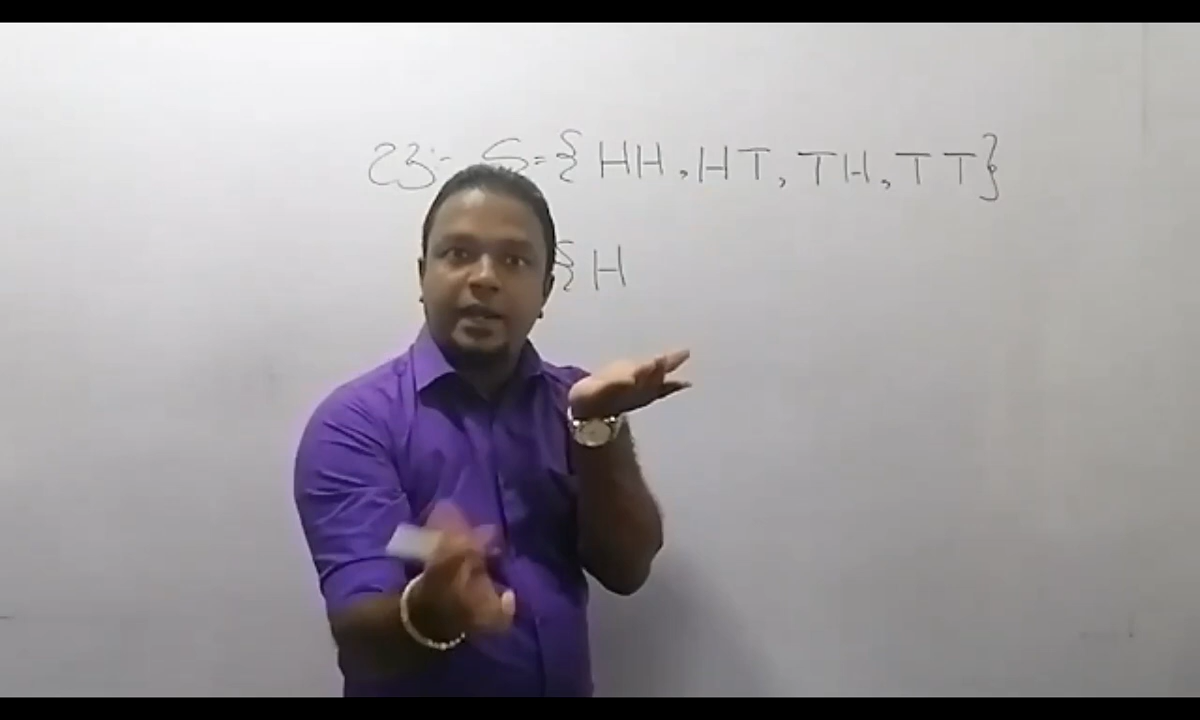 23:- S={HH, HT, TH, TT}
{H